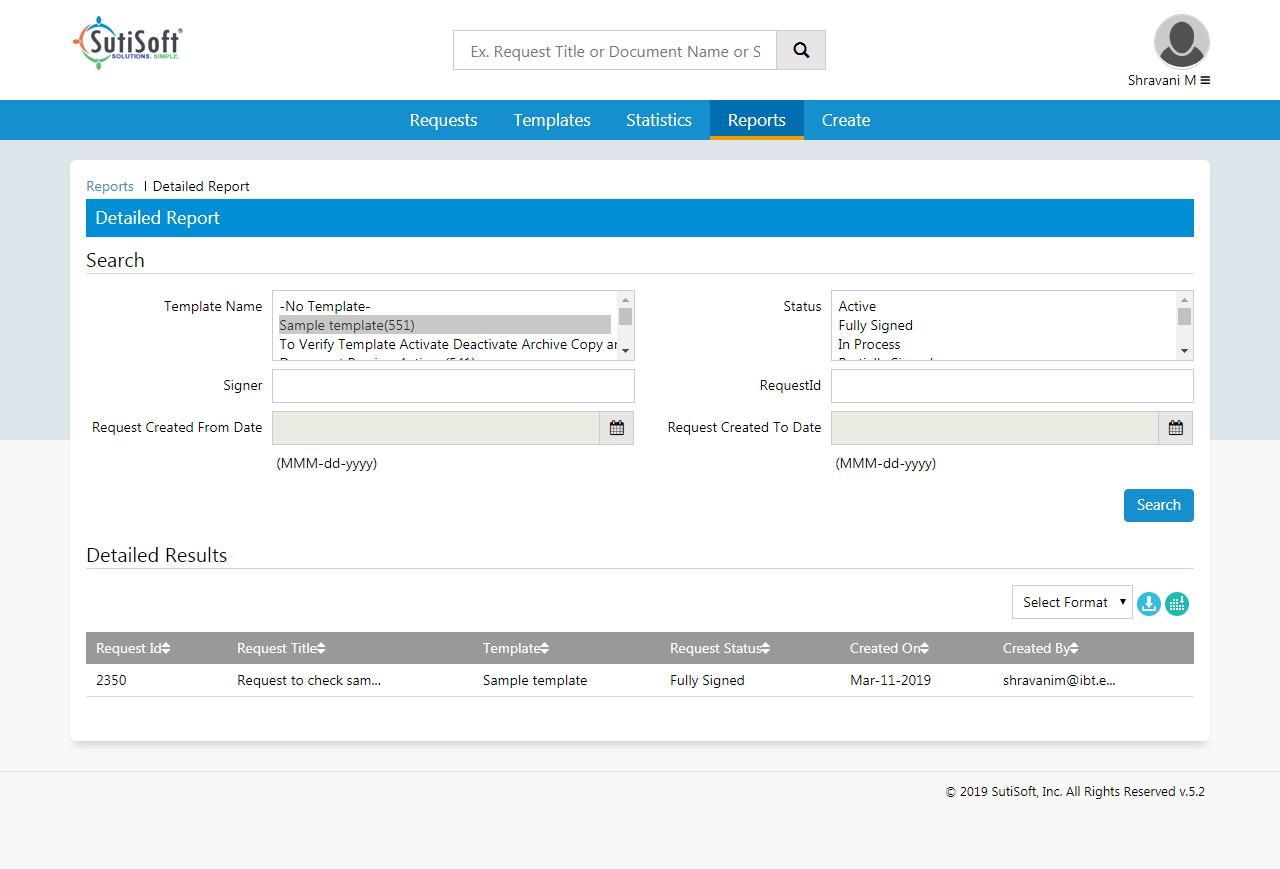 SutiSoft®
SOLUTIONS. SIMPLE.
Ex. Request Title or Document Name or S
Shravani M
Requests Templates Statistics Reports Create
Reports | Detailed Report
Detailed Report
Search
Template Name
-No Template-
Sample template(551)
To Verify Template Activate Deactivate Archive Copy
Status
Active
Fully Signed
In Process
Signer
RequestId
Request Created From Date
(MMM-dd-yyyy)
Request Created To Date
(MMM-dd-yyyy)
Search
Detailed Results
Select Format
Request Id Request Title Template Request Status Created On Created By
2350 Request to check sam... Sample template Fully Signed Mar-11-2019 shravanim@ibt.e...
© 2019 SutiSoft, Inc. All Rights Reserved v.5.2